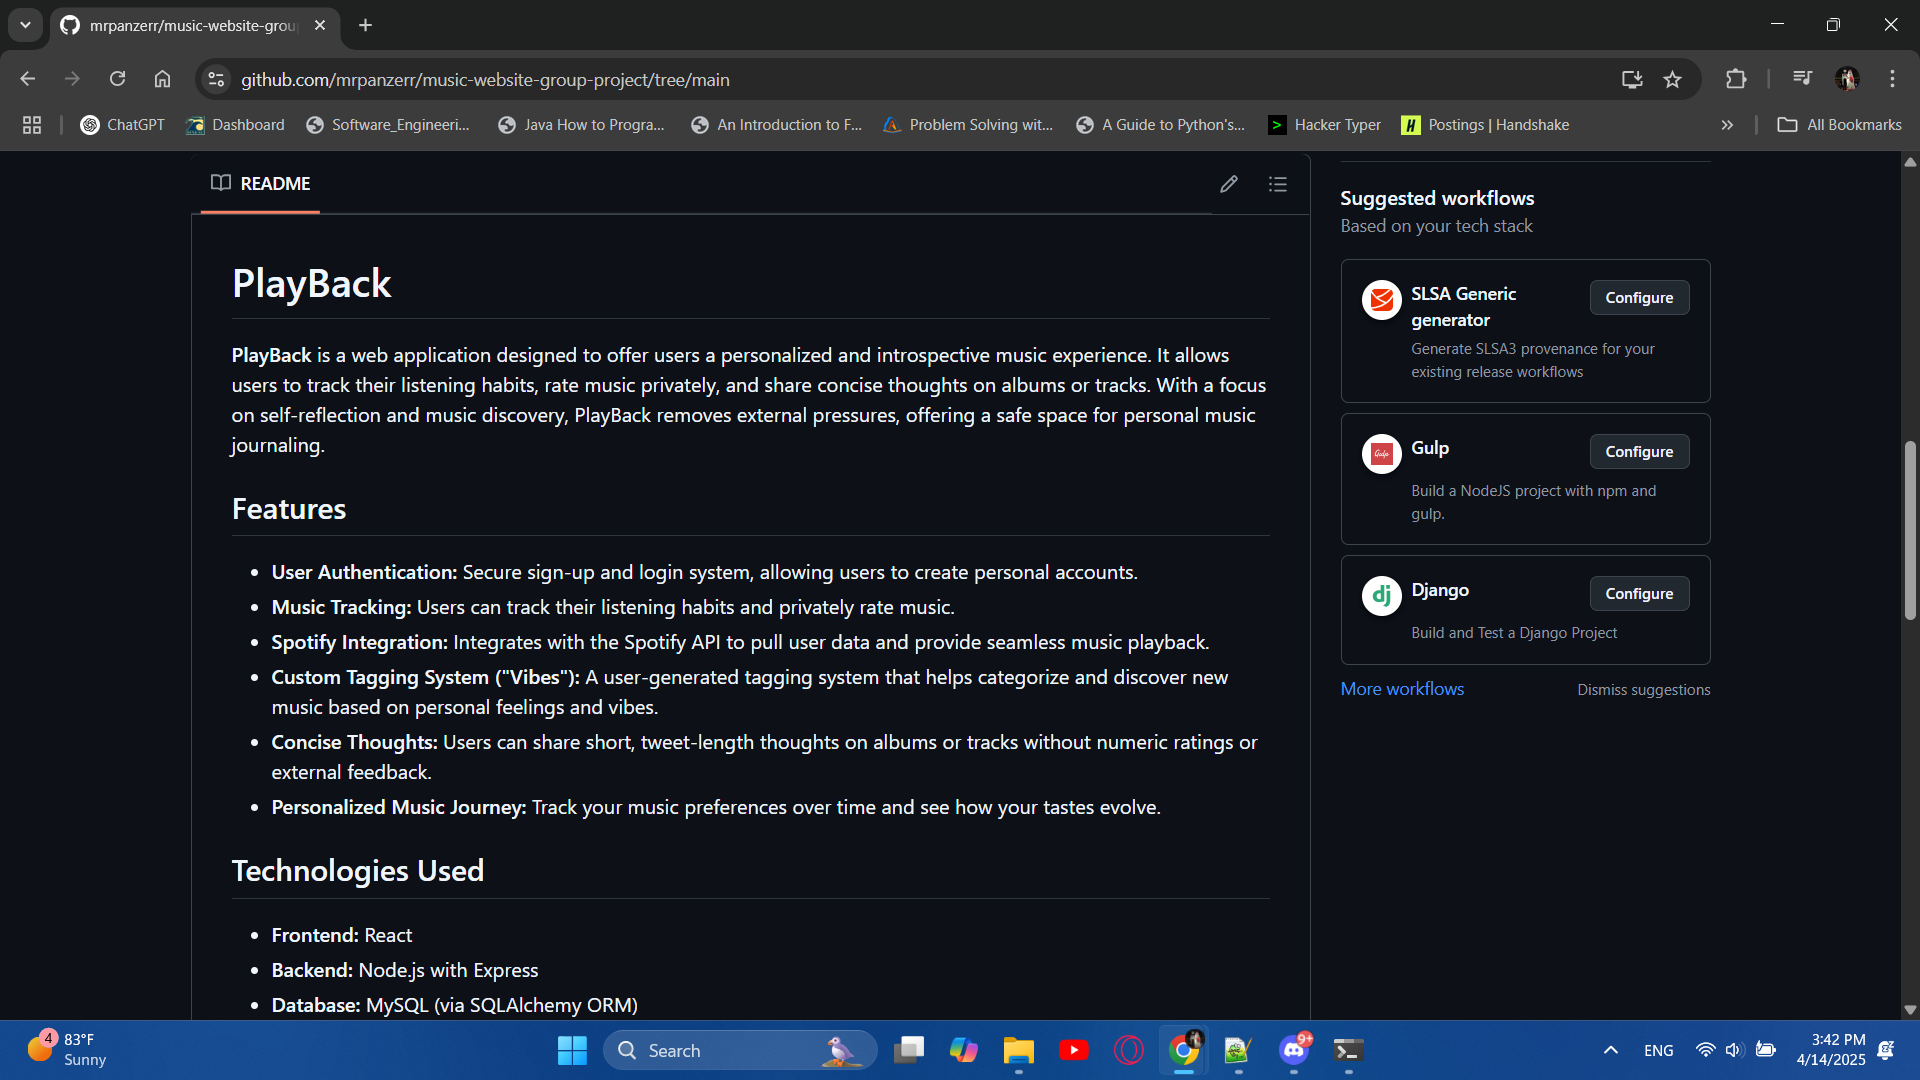 mrpanzerr/music-website-grou
github.com/mrpanzerr/music-website-group-project/tree/main
ChatGPT
Dashboard
Software_Engineeri...
Java How to Progra...
An Introduction to F...
Problem Solving wit...
A Guide to Python's...
Hacker Typer
Postings | Handshake
All Bookmarks
README
PlayBack
PlayBack is a web application designed to offer users a personalized and introspective music experience. It allows
users to track their listening habits, rate music privately, and share concise thoughts on albums or tracks. With a focus
on self-reflection and music discovery, PlayBack removes external pressures, offering a safe space for personal music
journaling.
Features
• User Authentication: Secure sign-up and login system, allowing users to create personal accounts.
• Music Tracking: Users can track their listening habits and privately rate music.
• Spotify Integration: Integrates with the Spotify API to pull user data and provide seamless music playback.
• Custom Tagging System ("Vibes"): A user-generated tagging system that helps categorize and discover new
music based on personal feelings and vibes.
• Concise Thoughts: Users can share short, tweet-length thoughts on albums or tracks without numeric ratings or
external feedback.
• Personalized Music Journey: Track your music preferences over time and see how your tastes evolve.
Technologies Used
• Frontend: React
• Backend: Node.js with Express
• Database: MySQL (via SQLAlchemy ORM)
Suggested workflows
Based on your tech stack
SLSA Generic
generator
Configure
Generate SLSA3 provenance for your
existing release workflows
Gulp
Gulp
Configure
Build a NodeJS project with npm and
gulp.
dj
Django
Configure
Build and Test a Django Project
More workflows
Dismiss suggestions
4
83°F
Sunny
Search
9+
ENG
3:42 PM
4/14/2025